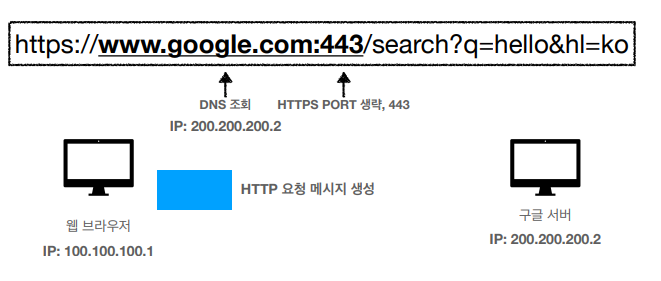 https://www.google.com:443/search?q=hello&hl=ko
DNS 조회
HTTPS PORT 생략, 443
IP: 200.200.200.2
HTTP 요청 메시지 생성
웹 브라우저
IP: 100.100.100.1
구글 서버
IP: 200.200.200.2